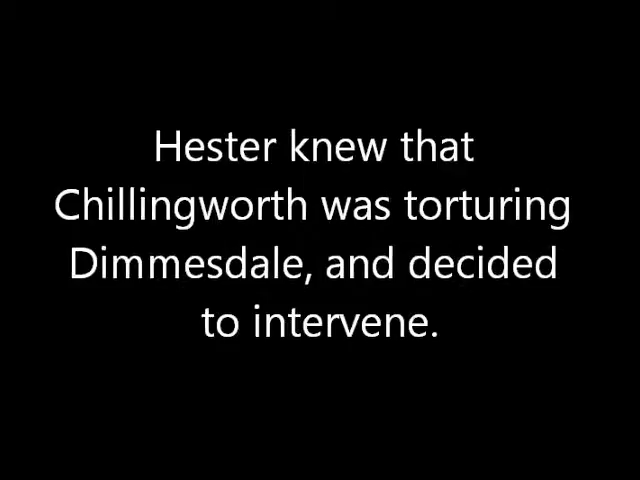 Hester knew that
Chillingworth was torturing
Dimmesdale, and decided
to intervene.